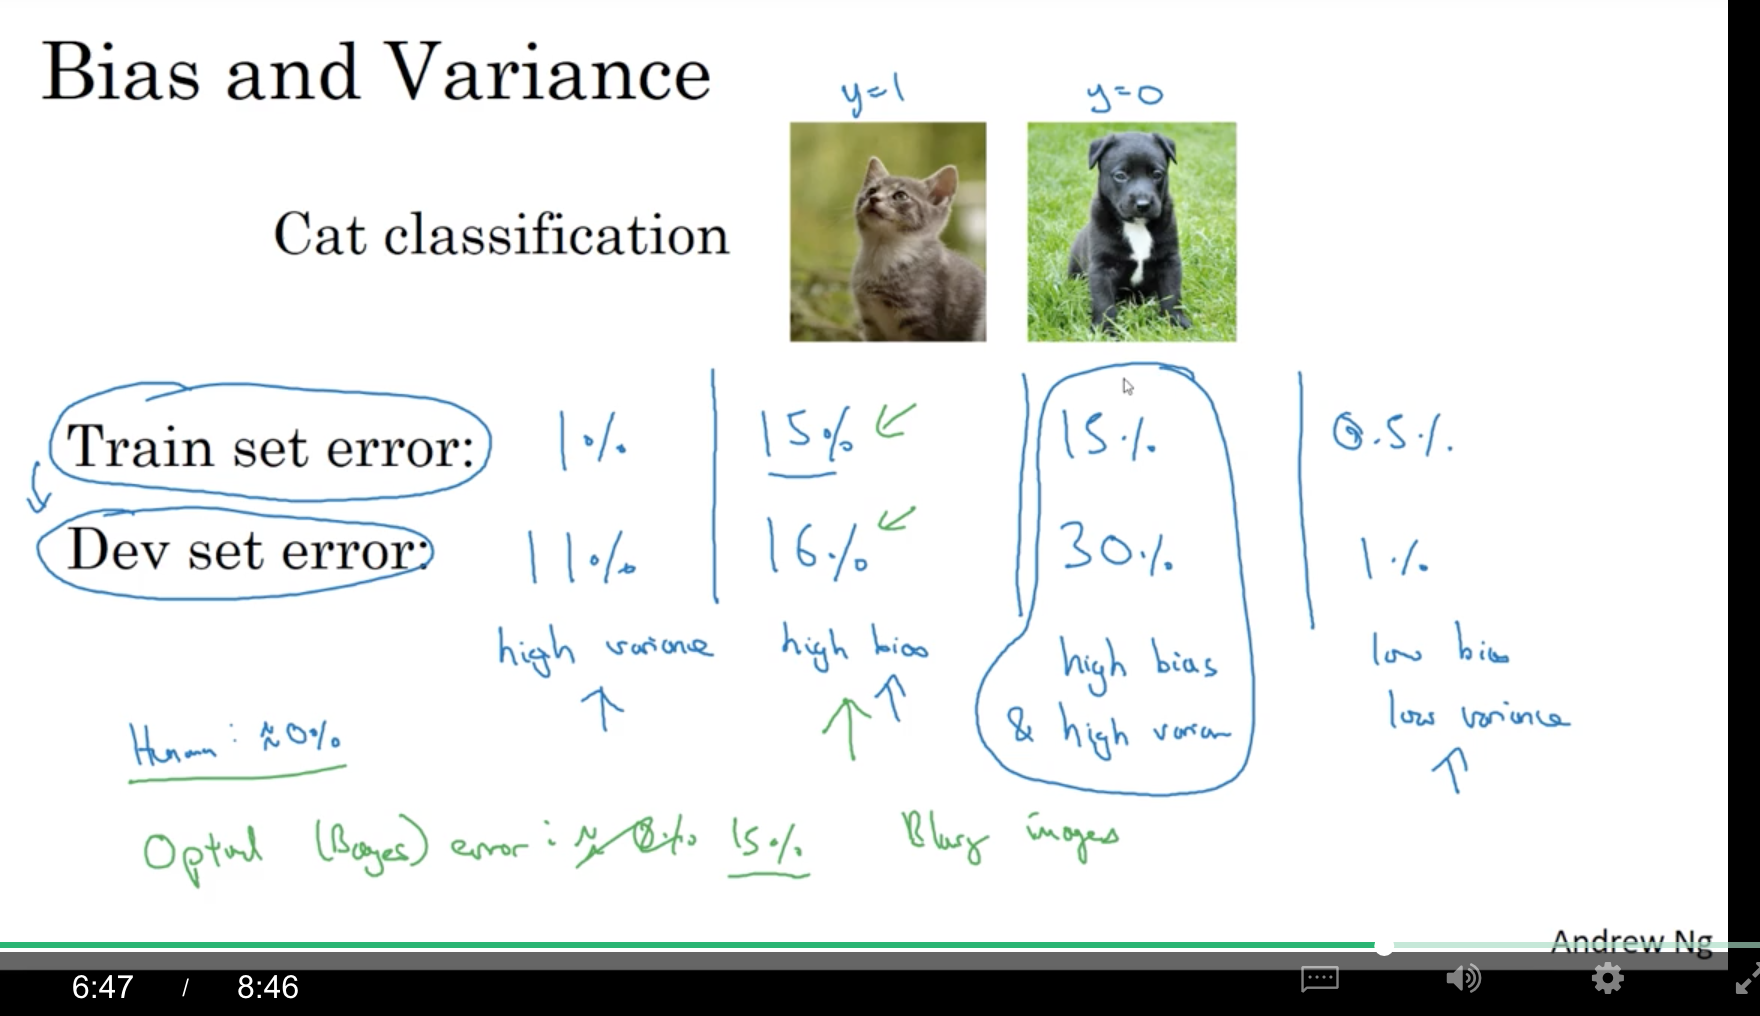 Bias and Variance
y=1
y=0
Cat classification
Train set error: 1% 15% 15% 0.5%
Dev set error: 11% 16% 30% 1%
high variance high bias high bias low bias
& high varian low variance
Human: ≈0%
Optimal (Bayes) error: ≈ 0% 15% Blurry images
Andrew Ng
6:47 / 8:46